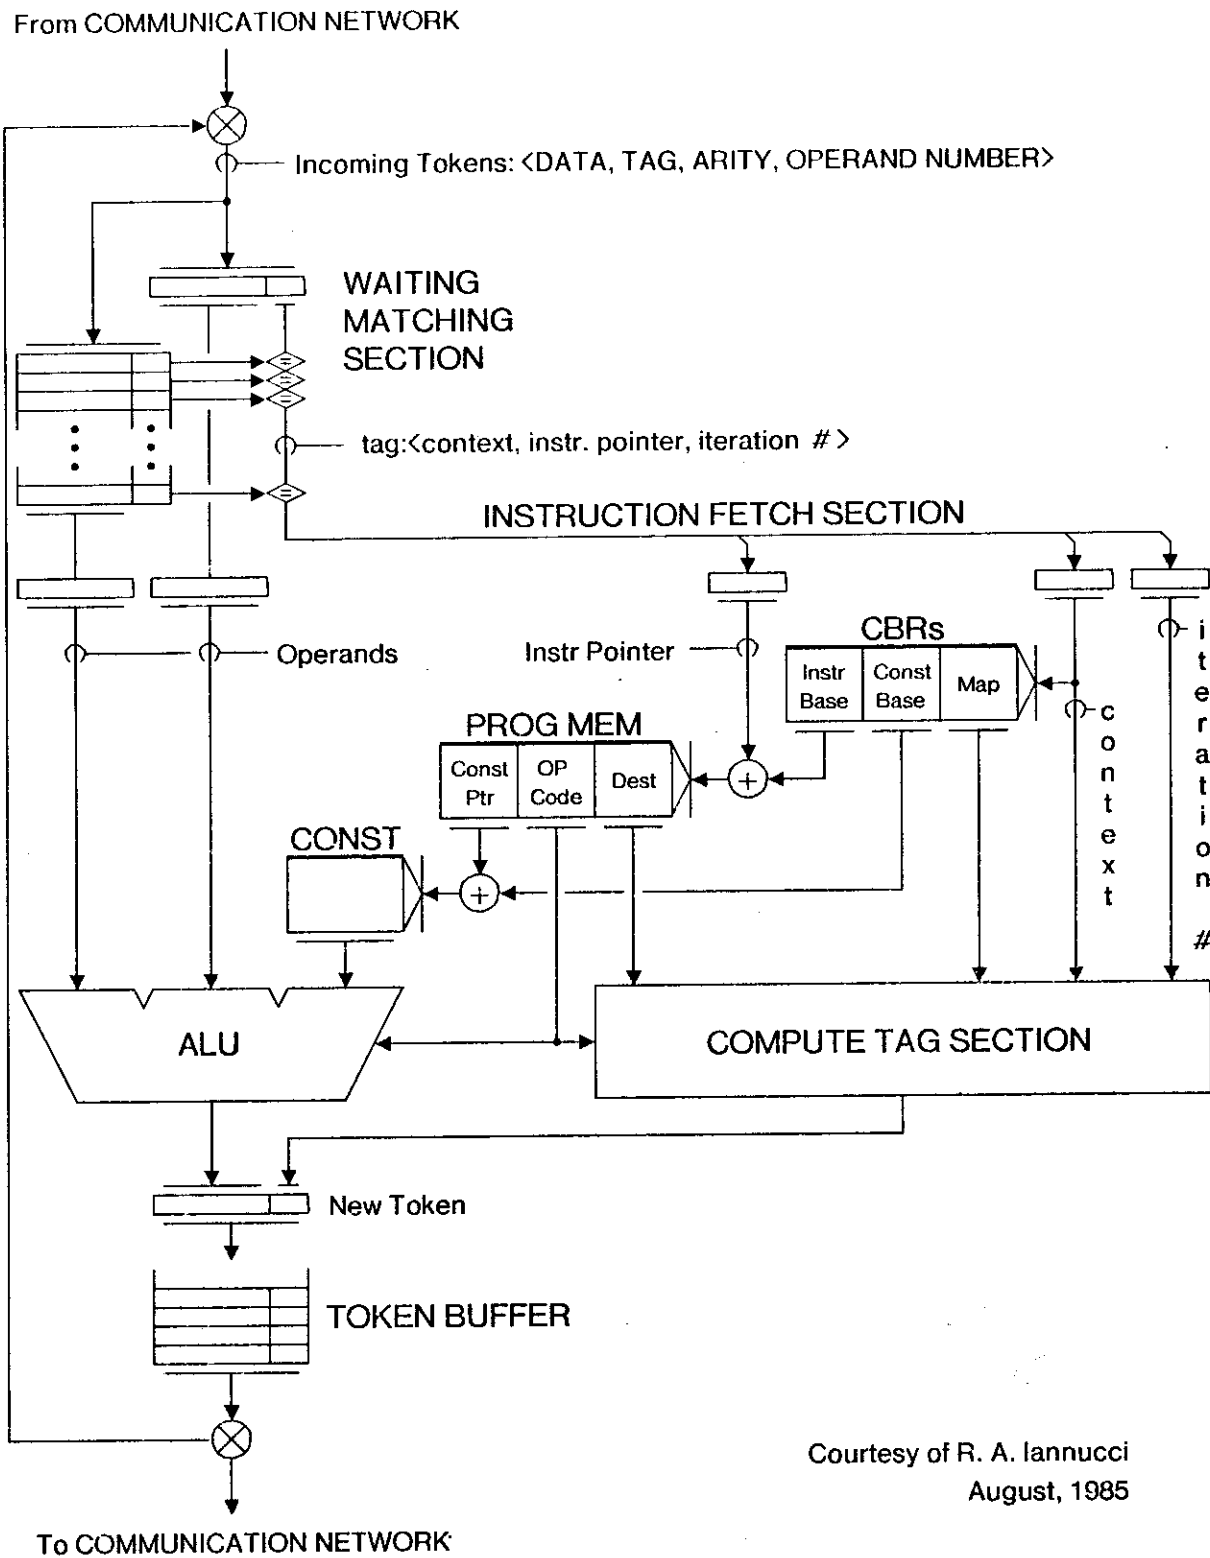 From COMMUNICATION NETWORK
Incoming Tokens: <DATA, TAG, ARITY, OPERAND NUMBER>
WAITING
MATCHING
SECTION
= 
=
=
tag:<context, instr. pointer, iteration #>
=
INSTRUCTION FETCH SECTION
Operands
Instr Pointer
CBRs
Instr
Base
Const
Base
Map
iteration #
context
PROG MEM
Const
Ptr
OP
Code
Dest
+
CONST
+
ALU
COMPUTE TAG SECTION
New Token
TOKEN BUFFER
Courtesy of R. A. Iannucci
August, 1985
To COMMUNICATION NETWORK